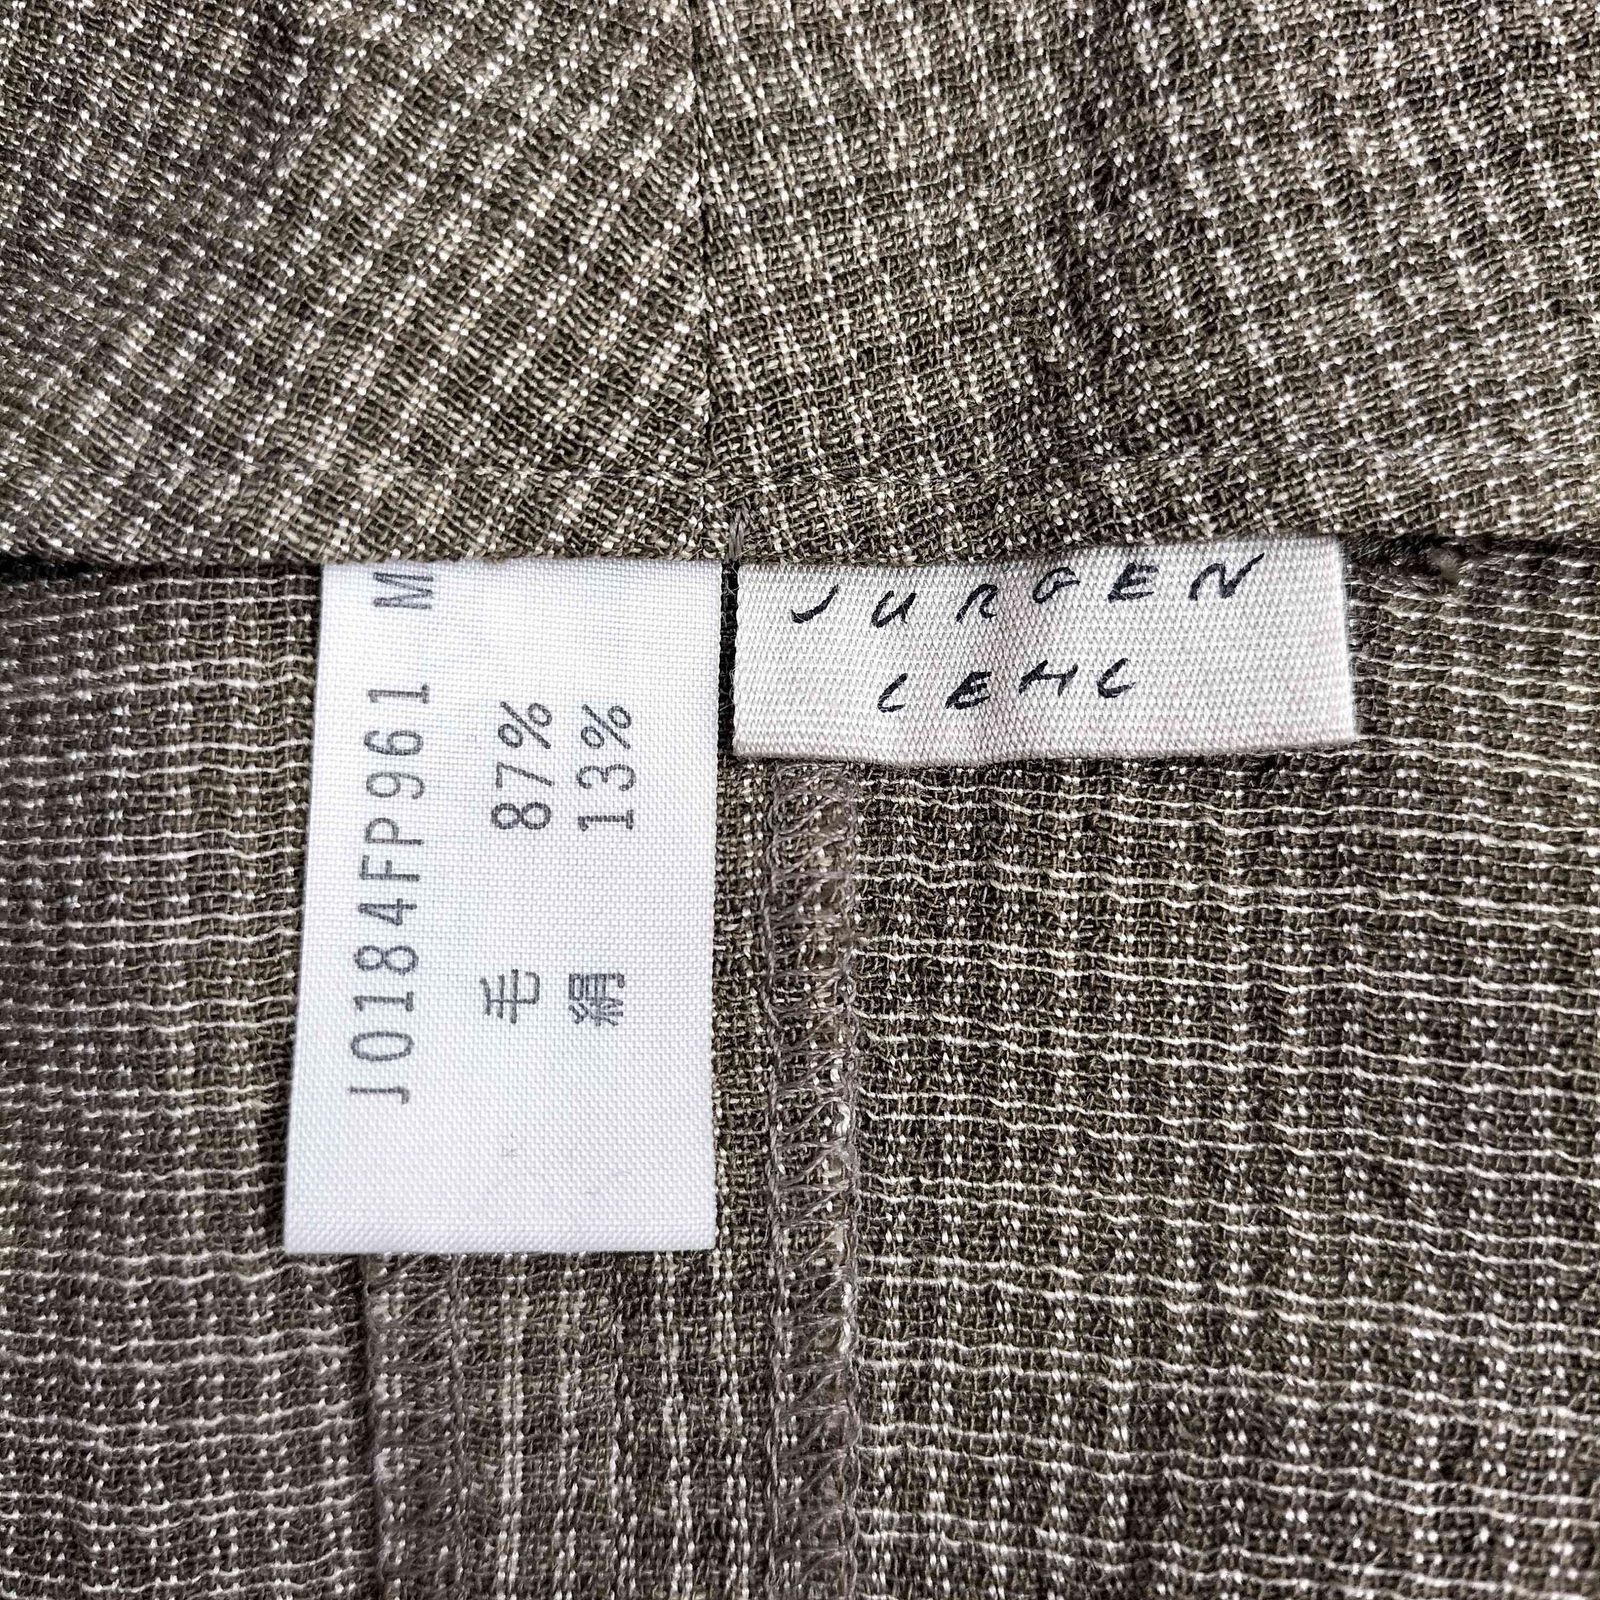 J0184FP961 M
毛 87%
絹 13%
JURGEN
LEHL